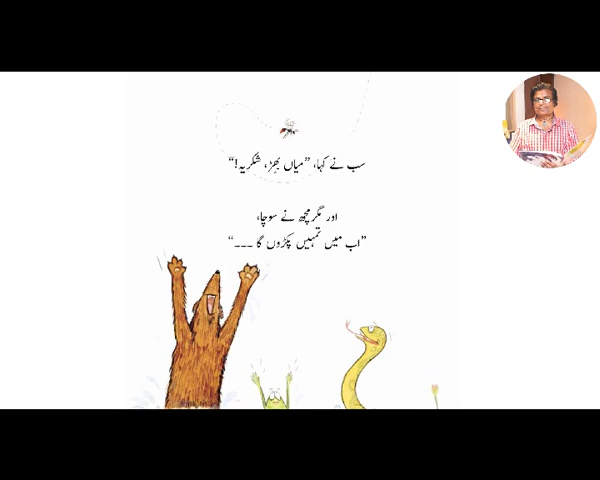 سب نے کہا، ”میاں بھڑ، شکریہ!“
اور مگرمچھ نے سوچا،
”اب میں تمہیں پکڑوں گا ۔۔۔“